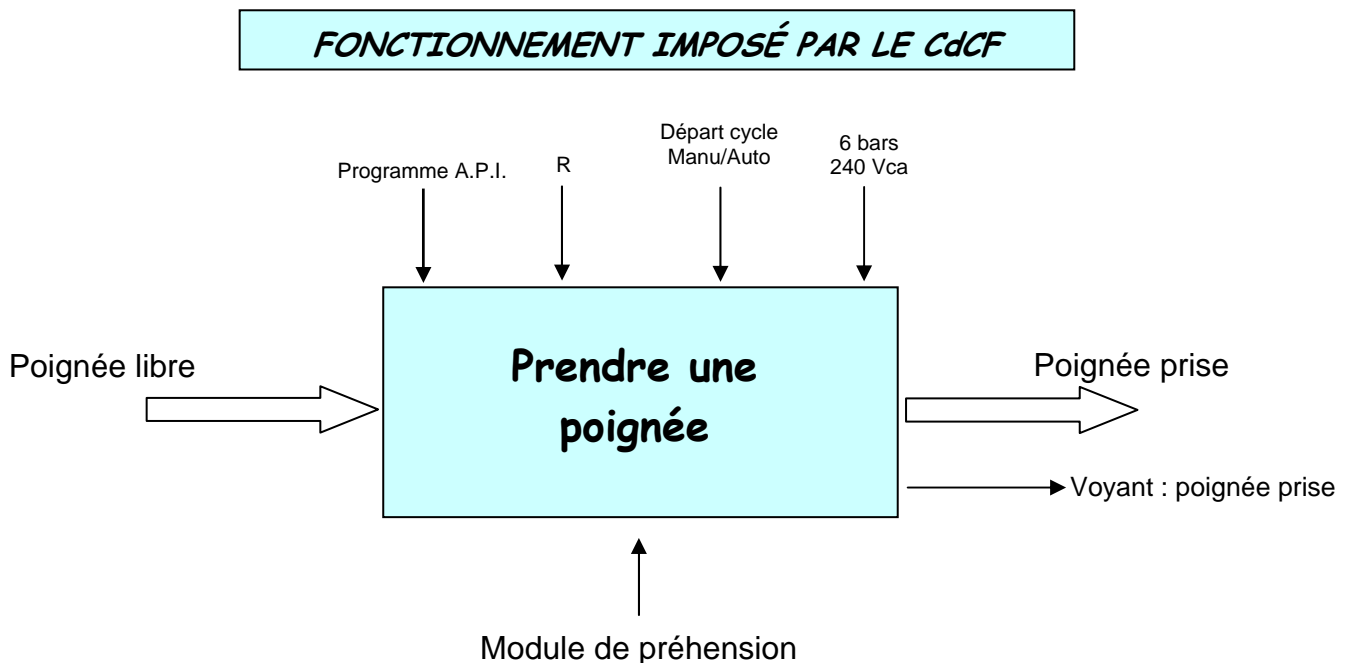 FONCTIONNEMENT IMPOSÉ PAR LE CdCF
Programme A.P.I.
R
Départ cycle
Manu/Auto
6 bars
240 Vca
Poignée libre
Prendre une
poignée
Poignée prise
Voyant : poignée prise
Module de préhension